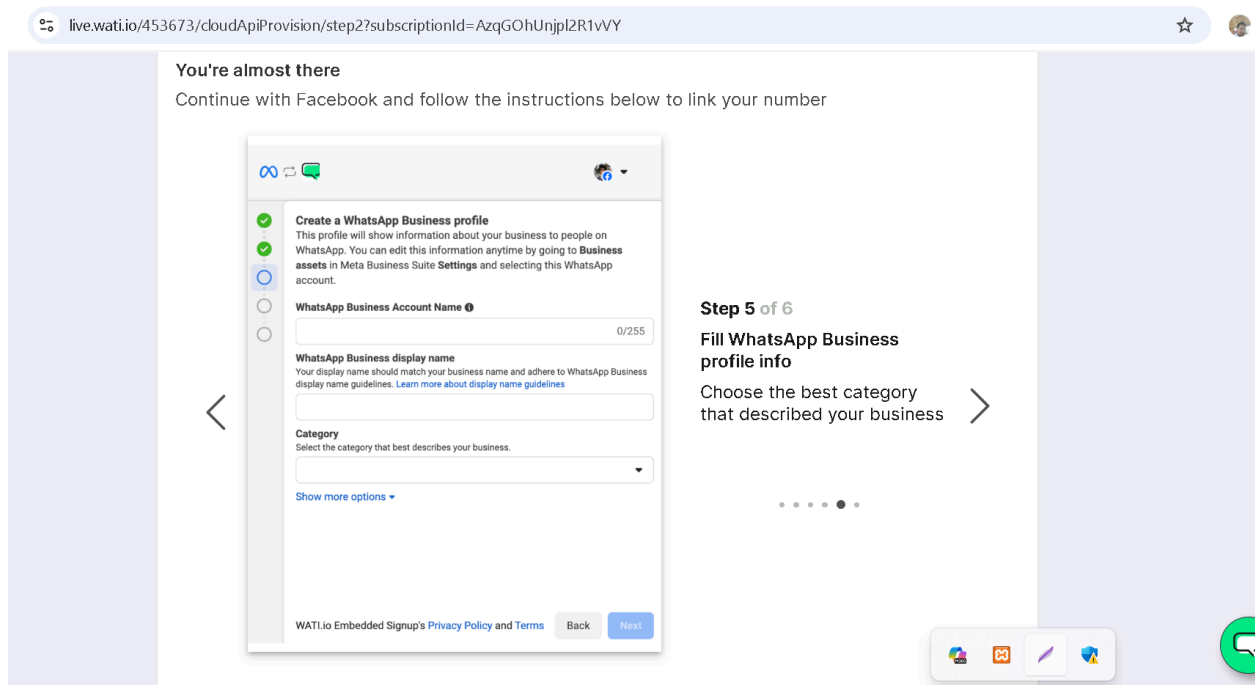 live.wati.io/453673/cloudApiProvision/step2?subscriptionId=AzqGOhUnjpl2R1vVY
You're almost there
Continue with Facebook and follow the instructions below to link your number
Create a WhatsApp Business profile
This profile will show information about your business to people on
WhatsApp. You can edit this information anytime by going to Business
assets in Meta Business Suite Settings and selecting this WhatsApp
account.
WhatsApp Business Account Name
0/255
WhatsApp Business display name
Your display name should match your business name and adhere to WhatsApp Business
display name guidelines. Learn more about display name guidelines
Category
Select the category that best describes your business.
Show more options
WATI.io Embedded Signup's Privacy Policy and Terms
Back
Next
Step 5 of 6
Fill WhatsApp Business
profile info
Choose the best category
that described your business